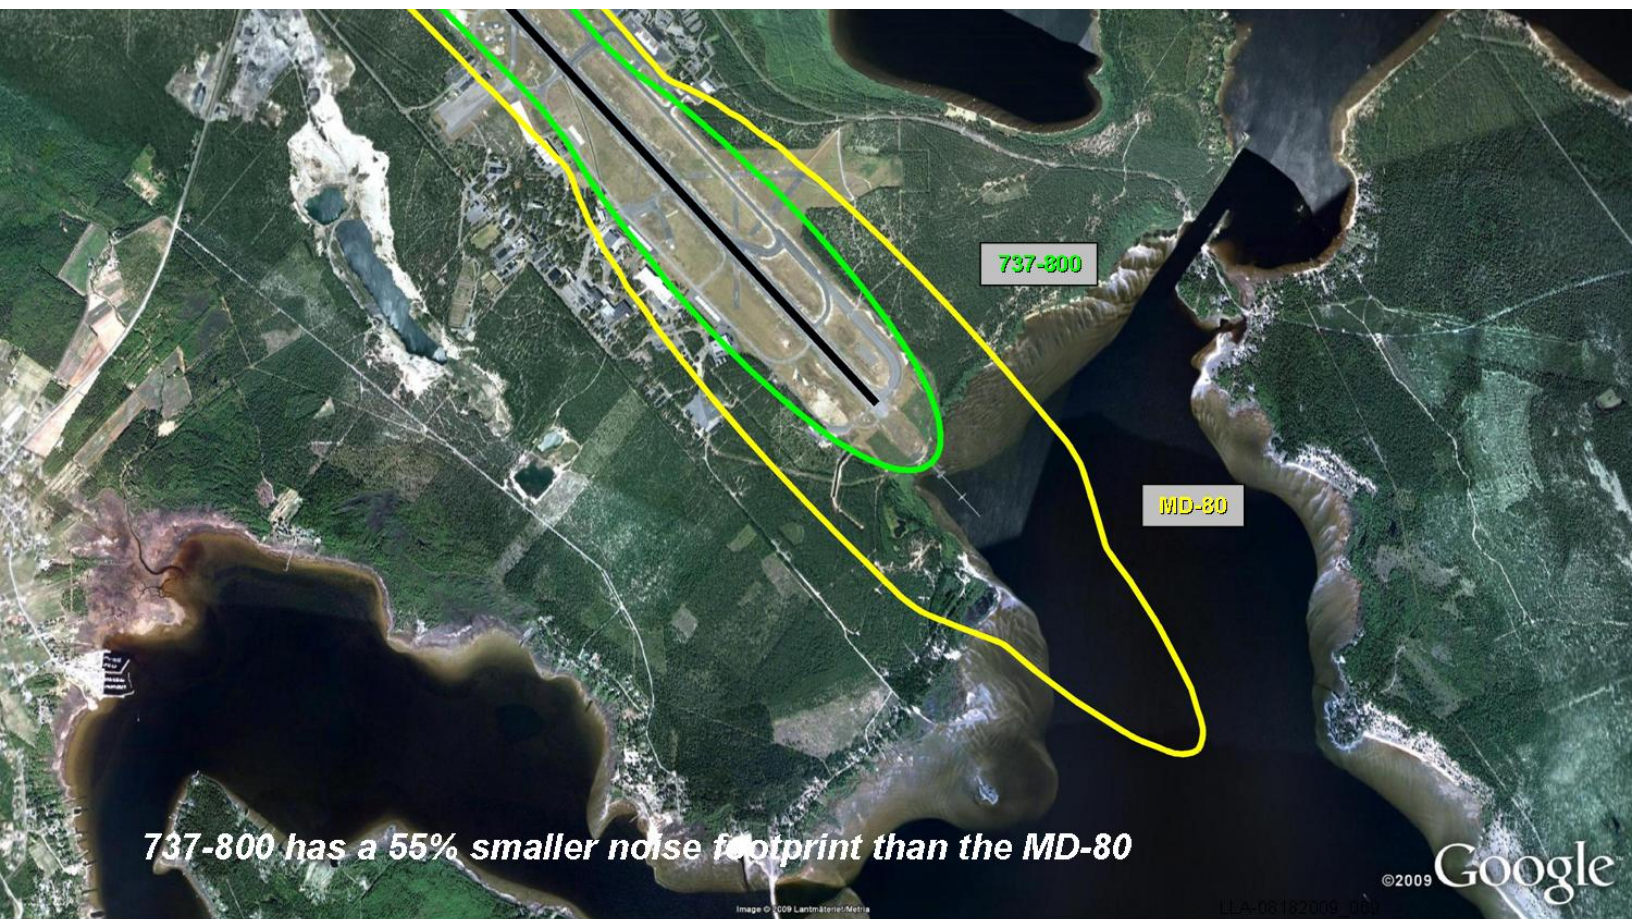 737-800
MD-80
737-800 has a 55% smaller noise footprint than the MD-80
©2009 Google
Image © 2009 Lantmäteriet/Metria